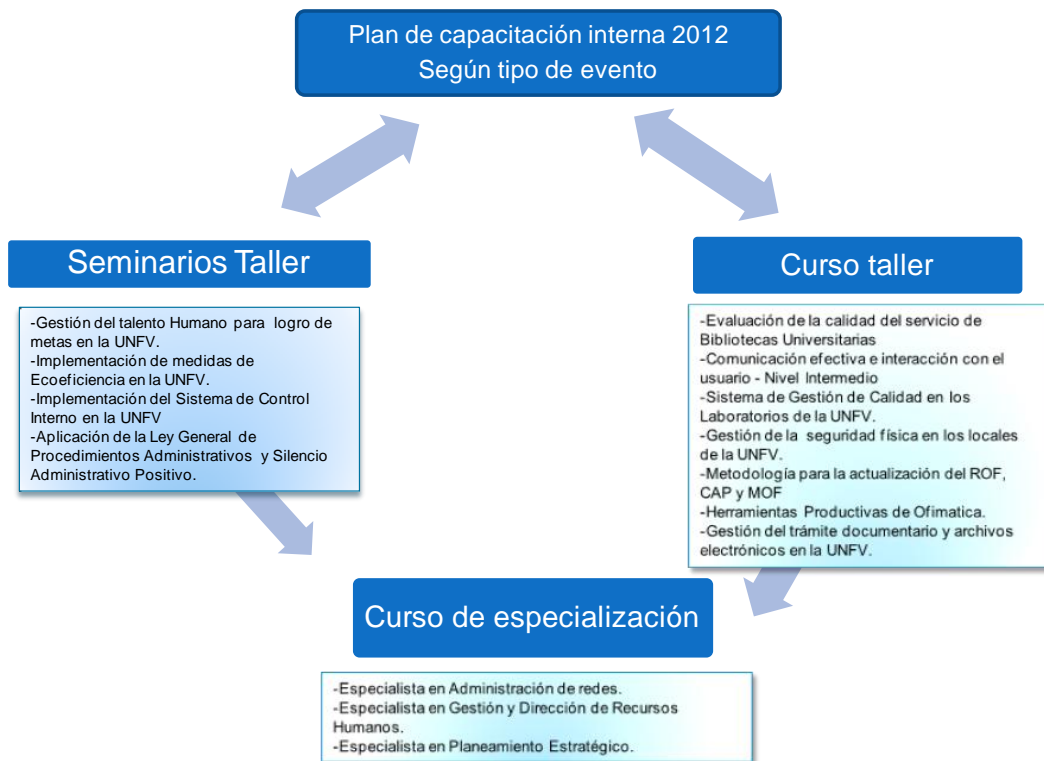 Plan de capacitación interna 2012
Según tipo de evento
Seminarios Taller
-Gestión del talento Humano para logro de
metas en la UNFV.
-Implementación de medidas de
Ecoeficiencia en la UNFV.
-Implementación del Sistema de Control
Interno en la UNFV
-Aplicación de la Ley General de
Procedimientos Administrativos y Silencio
Administrativo Positivo.
Curso taller
-Evaluación de la calidad del servicio de
Bibliotecas Universitarias
-Comunicación efectiva e interacción con el
usuario - Nivel Intermedio
-Sistema de Gestión de Calidad en los
Laboratorios de la UNFV.
-Gestión de la seguridad física en los locales
de la UNFV.
-Metodología para la actualización del ROF,
CAP y MOF
-Herramientas Productivas de Ofimatica.
-Gestión del trámite documentario y archivos
electrónicos en la UNFV.
Curso de especialización
-Especialista en Administración de redes.
-Especialista en Gestión y Dirección de Recursos
Humanos.
-Especialista en Planeamiento Estratégico.